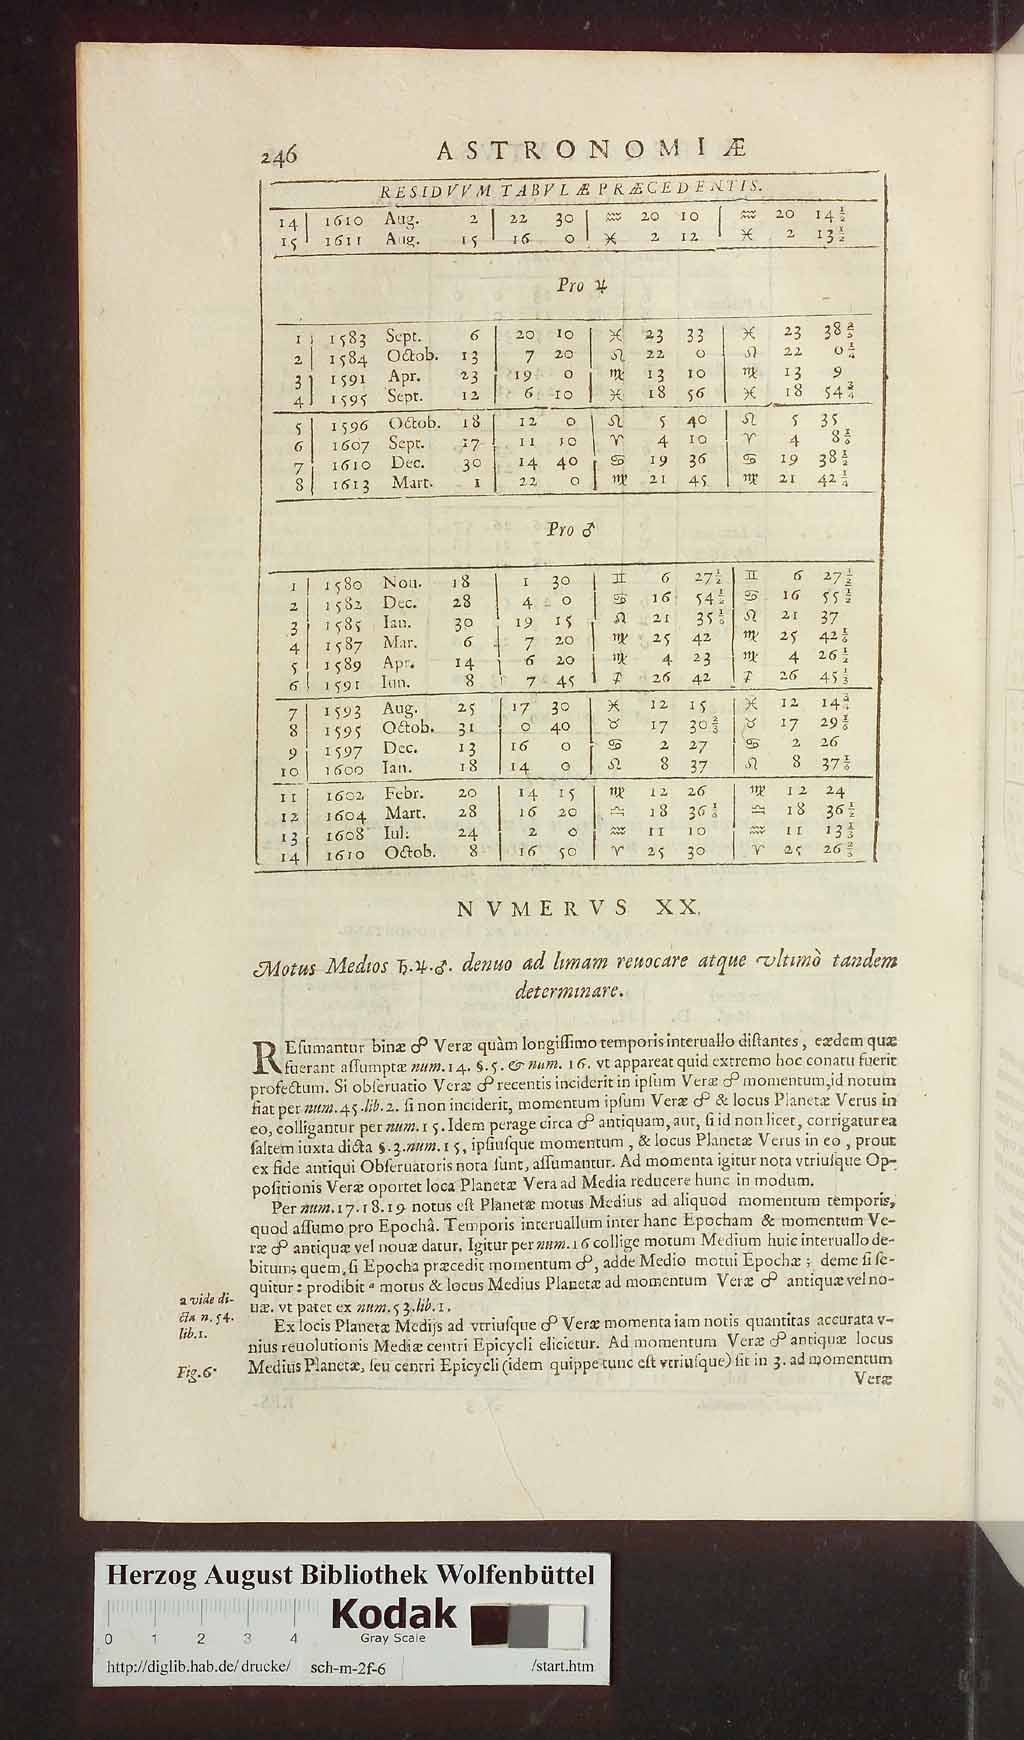 246 ASTRONOMIÆ
RESIDVVM TABVLÆ PRÆCEDENTIS.
14 | 1610 Aug. 2 | 22 30 | ♒ 20 10 | ♒ 20 14½
15 | 1611 Aug. 15 | 16 0 | ♓ 2 12 | ♓ 2 13½
Pro ♃
1 | 1583 Sept. 6 | 20 10 | ♓ 23 33 | ♓ 23 38⅔
2 | 1584 Octob. 13 | 7 20 | ♌ 22 0 | ♌ 22 0¼
3 | 1591 Apr. 23 | 19 0 | ♍ 13 10 | ♍ 13 9
4 | 1595 Sept. 12 | 6 10 | ♓ 18 56 | ♓ 18 54¾
5 | 1596 Octob. 18 | 12 0 | ♌ 5 40 | ♌ 5 35
6 | 1607 Sept. 17 | 11 10 | ♈ 4 10 | ♈ 4 8⅙
7 | 1610 Dec. 30 | 14 40 | ♋ 19 36 | ♋ 19 38½
8 | 1613 Mart. 1 | 22 0 | ♍ 21 45 | ♍ 21 42¼
Pro ♂
1 | 1580 Nou. 18 | 1 30 | ♊ 6 27½ | ♊ 6 27½
2 | 1582 Dec. 28 | 4 0 | ♋ 16 54½ | ♋ 16 55½
3 | 1585 Ian. 30 | 19 15 | ♌ 21 35⅙ | ♌ 21 37
4 | 1587 Mar. 6 | 7 20 | ♍ 25 42 | ♍ 25 42⅙
5 | 1589 Apr. 14 | 6 20 | ♍ 4 23 | ♍ 4 26½
6 | 1591 Iun. 8 | 7 45 | ♐ 26 42 | ♐ 26 45⅓
7 | 1593 Aug. 25 | 17 30 | ♓ 12 15 | ♓ 12 14¾
8 | 1595 Octob. 31 | 0 40 | ♉ 17 30⅔ | ♉ 17 29⅙
9 | 1597 Dec. 13 | 16 0 | ♋ 2 27 | ♋ 2 26
10 | 1600 Ian. 18 | 14 0 | ♌ 8 37 | ♌ 8 37⅙
11 | 1602 Febr. 20 | 14 15 | ♍ 12 26 | ♍ 12 24
12 | 1604 Mart. 28 | 16 20 | ♎ 18 36⅙ | ♎ 18 36½
13 | 1608 Iul. 24 | 2 0 | ♒ 11 10 | ♒ 11 13⅓
14 | 1610 Octob. 8 | 16 50 | ♈ 25 30 | ♈ 25 26⅔
NVMERVS XX.
Motus Medios ♄.♃.♂. denuo ad limam reuocare atque vltimò tandem
determinare.
REſumantur binæ ☍ Veræ quàm longiſſimo temporis interuallo diſtantes, eædem quæ
fuerant aſſumptæ num. 14. §. 5. & num. 16. vt appareat quid extremo hoc conatu fuerit
profectum. Si obſeruatio Veræ ☍ recentis inciderit in ipſum Veræ ☍ momentum, id notum
fiat per num. 45. lib. 2. ſi non inciderit, momentum ipſum Veræ ☍ & locus Planetæ Verus in
eo, colligantur per num. 15. Idem perage circa ☍ antiquam, aut, ſi id non licet, corrigatur ea
ſaltem iuxta dicta §. 3. num. 15, ipſiuſque momentum, & locus Planetæ Verus in eo, prout
ex fide antiqui Obſeruatoris nota ſunt, aſſumantur. Ad momenta igitur nota vtriuſque Op-
poſitionis Veræ oportet loca Planetæ Vera ad Media reducere hunc in modum.
Per num. 17. 18. 19. notus eſt Planetæ motus Medius ad aliquod momentum temporis,
quod aſſumo pro Epochâ. Temporis interuallum inter hanc Epocham & momentum Ve-
ræ ☍ antiquæ vel nouæ datur. Igitur per num. 16 collige motum Medium huic interuallo de-
bitum; quem, ſi Epocha præcedit momentum ☍, adde Medio motui Epochæ; deme ſi ſe-
quitur: prodibit a motus & locus Medius Planetæ ad momentum Veræ ☍ antiquæ vel no-
uæ. vt patet ex num. 53. lib. 1.
a vide di-
cta n. 54.
lib. 1.
Ex locis Planetæ Medijs ad vtriuſque ☍ Veræ momenta iam notis quantitas accurata v-
nius reuolutionis Mediæ centri Epicycli elicietur. Ad momentum Veræ ☍ antiquæ locus
Medius Planetæ, ſeu centri Epicycli (idem quippe tunc eſt vtriuſque) ſit in 3. ad momentum
Fig. 6.
Veræ
Herzog August Bibliothek Wolfenbüttel
Kodak
Gray Scale
0 1 2 3 4
http://diglib.hab.de/drucke/ sch-m-2f-6 /start.htm